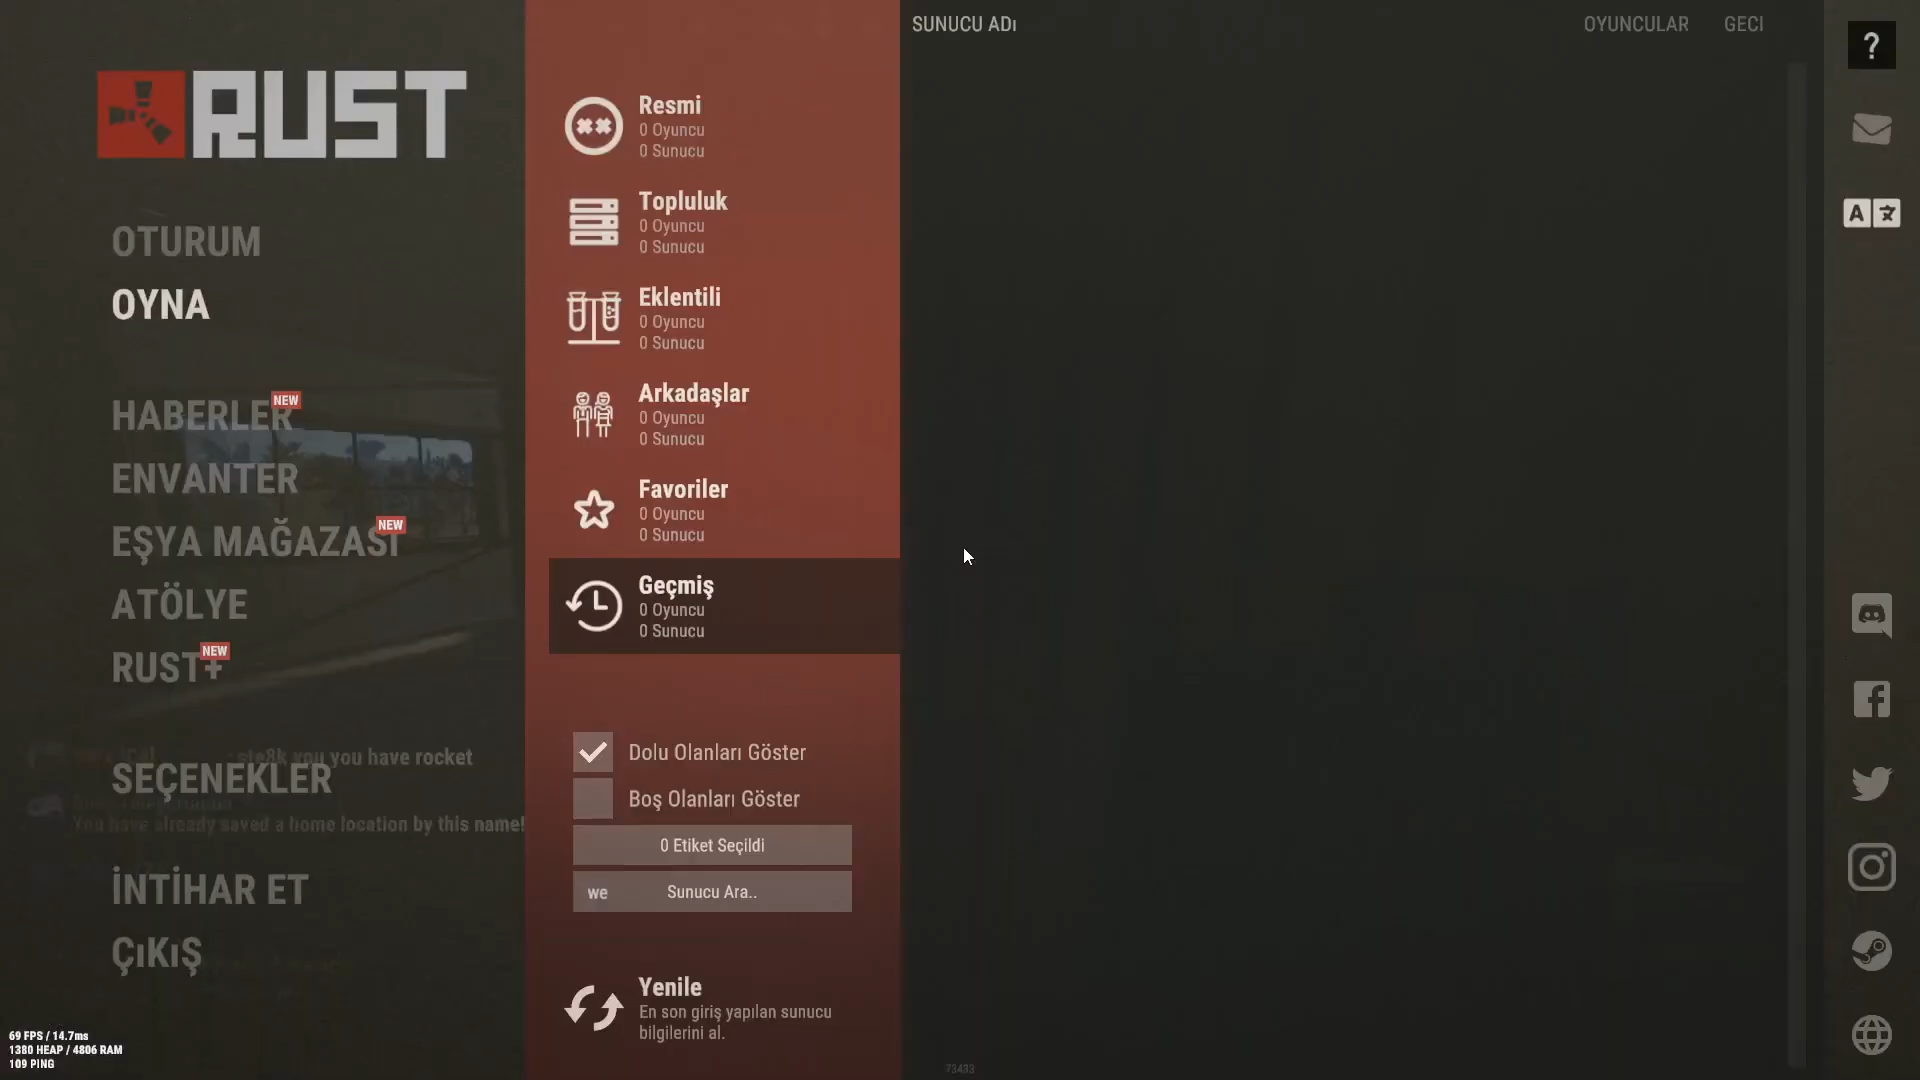 RUST
OTURUM
OYNA
HABERLER
NEW
ENVANTER
EŞYA MAĞAZASI
NEW
ATÖLYE
RUST+
NEW
you you have rocket
SEÇENEKLER
You have already saved a home location by this name!
İNTİHAR ET
ÇıKıŞ
69 FPS / 14.7ms
1380 HEAP / 4806 RAM
109 PING
Resmi
0 Oyuncu
0 Sunucu
Topluluk
0 Oyuncu
0 Sunucu
Eklentili
0 Oyuncu
0 Sunucu
Arkadaşlar
0 Oyuncu
0 Sunucu
Favoriler
0 Oyuncu
0 Sunucu
Geçmiş
0 Oyuncu
0 Sunucu
Dolu Olanları Göster
Boş Olanları Göster
0 Etiket Seçildi
we Sunucu Ara..
Yenile
En son giriş yapılan sunucu
bilgilerini al.
SUNUCU ADı OYUNCULAR GECI
73433
?
A